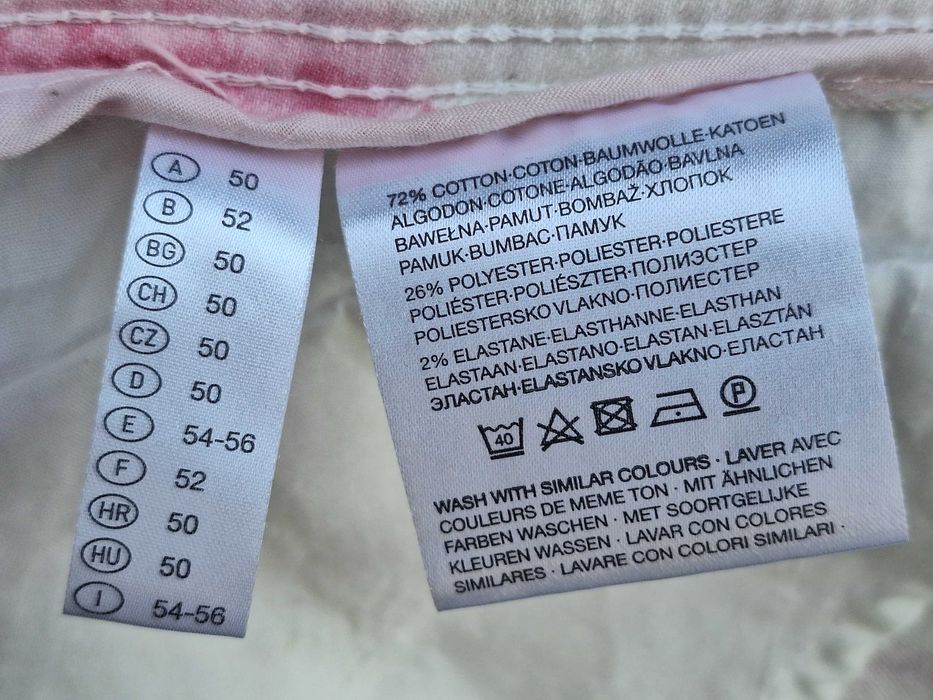 A 50
B 52
BG 50
CH 50
CZ 50
D 50
E 54-56
F 52
HR 50
HU 50
I 54-56
72% COTTON·COTON·BAUMWOLLE·KATOEN
ALGODON·COTONE·ALGODÃO·BAVLNA
BAWEŁNA·PAMUT·BOMBAŽ·ХЛОПОК
PAMUK·BUMBAC·ПАМУК
26% POLYESTER·POLIESTER·POLIESTERE
POLIÉSTER·POLIÉSZTER·ПОЛИЭСТЕР
POLIESTERSKO VLAKNO·ПОЛИЕСТЕР
2% ELASTANE·ELASTHANNE·ELASTHAN
ELASTAAN·ELASTANO·ELASTAN·ELASZTÁN
ЭЛАСТАН·ELASTANSKO VLAKNO·ЕЛАСТАН
40 P
WASH WITH SIMILAR COLOURS · LAVER AVEC
COULEURS DE MEME TON · MIT ÄHNLICHEN
FARBEN WASCHEN · MET SOORTGELIJKE
KLEUREN WASSEN · LAVAR CON COLORES
SIMILARES · LAVARE CON COLORI SIMILARI ·